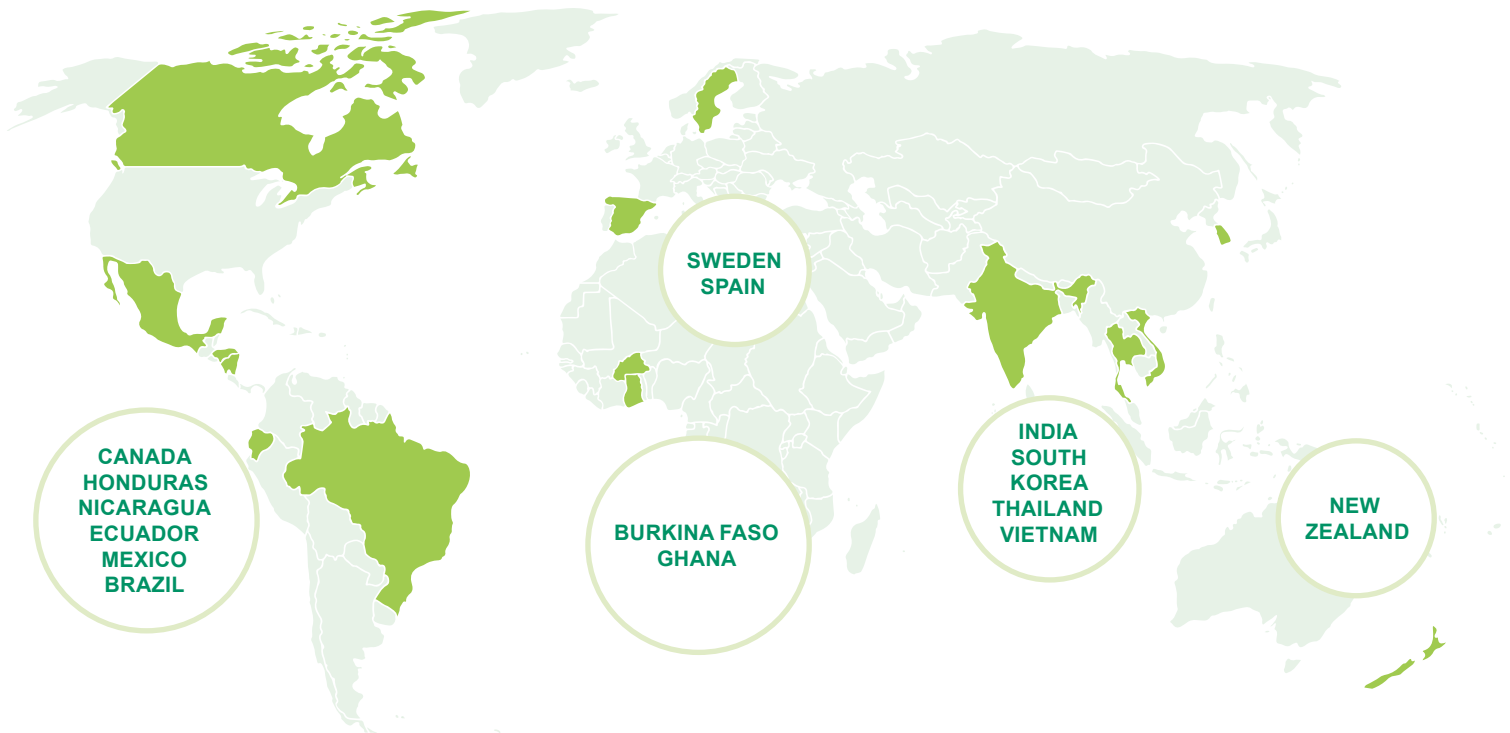 SWEDEN
SPAIN
CANADA
HONDURAS
NICARAGUA
ECUADOR
MEXICO
BRAZIL
BURKINA FASO
GHANA
INDIA
SOUTH
KOREA
THAILAND
VIETNAM
NEW
ZEALAND